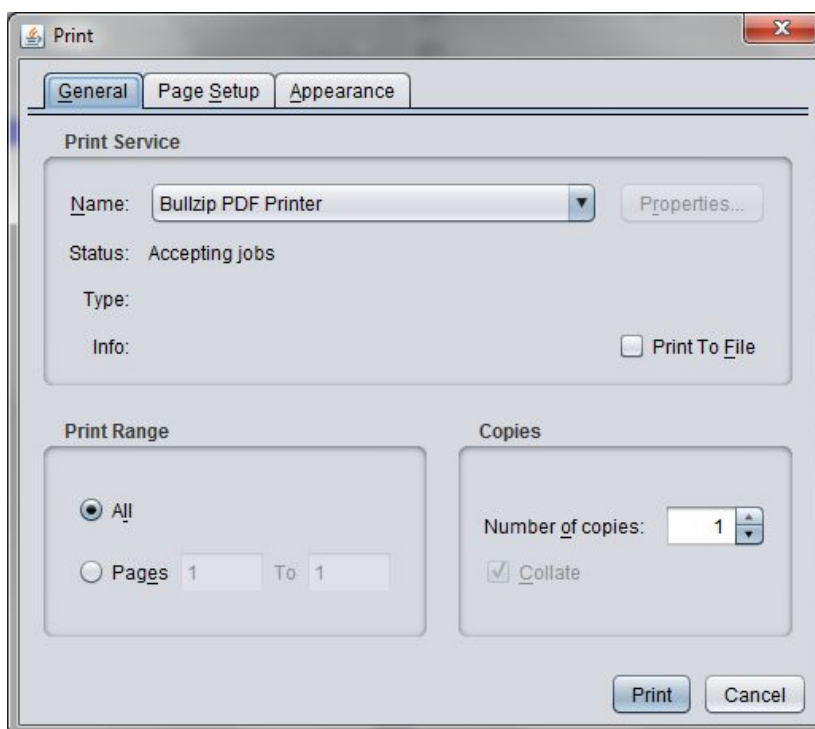 Print
General Page Setup Appearance
Print Service
Name: Bullzip PDF Printer Properties...
Status: Accepting jobs
Type:
Info: Print To File
Print Range
All
Pages 1 To 1
Copies
Number of copies: 1
Collate
Print Cancel